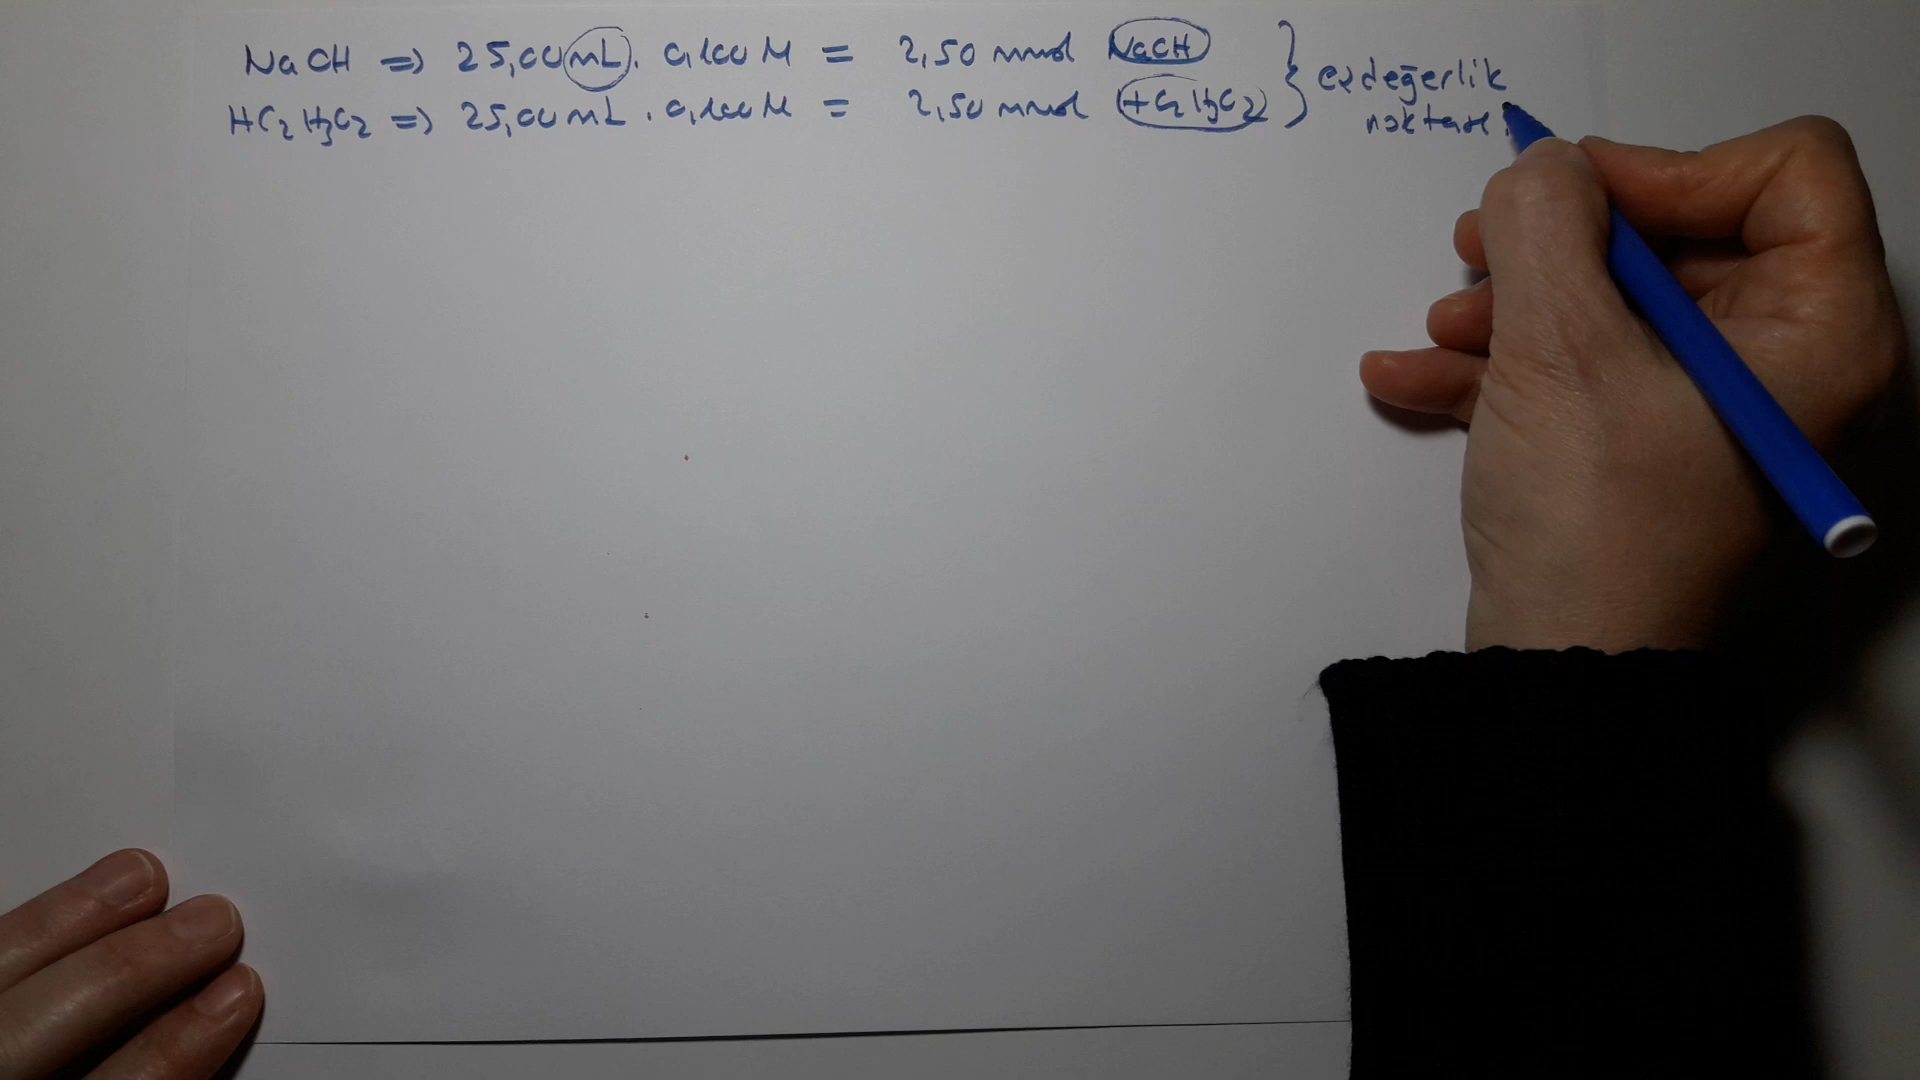 NaOH => 25,00 mL . 0,100 M = 2,50 mmol NaOH } eşdeğerlik
HC2H3O2 => 25,00 mL . 0,100 M = 2,50 mmol HC2H3O2 } noktası